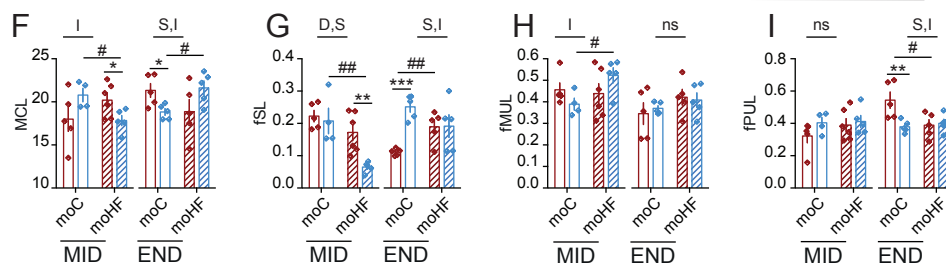 F
I
S,I
#
#
*
*
MCL
25
20
15
10
moC
moHF
moC
moHF
MID
END
G
D,S
S,I
##
##
***
**
fSL
0.4
0.3
0.2
0.1
0.0
moC
moHF
moC
moHF
MID
END
H
I
ns
#
fMUL
0.6
0.5
0.4
0.3
0.2
0.0
moC
moHF
moC
moHF
MID
END
I
ns
S,I
#
**
fPUL
0.8
0.6
0.4
0.2
0.0
moC
moHF
moC
moHF
MID
END